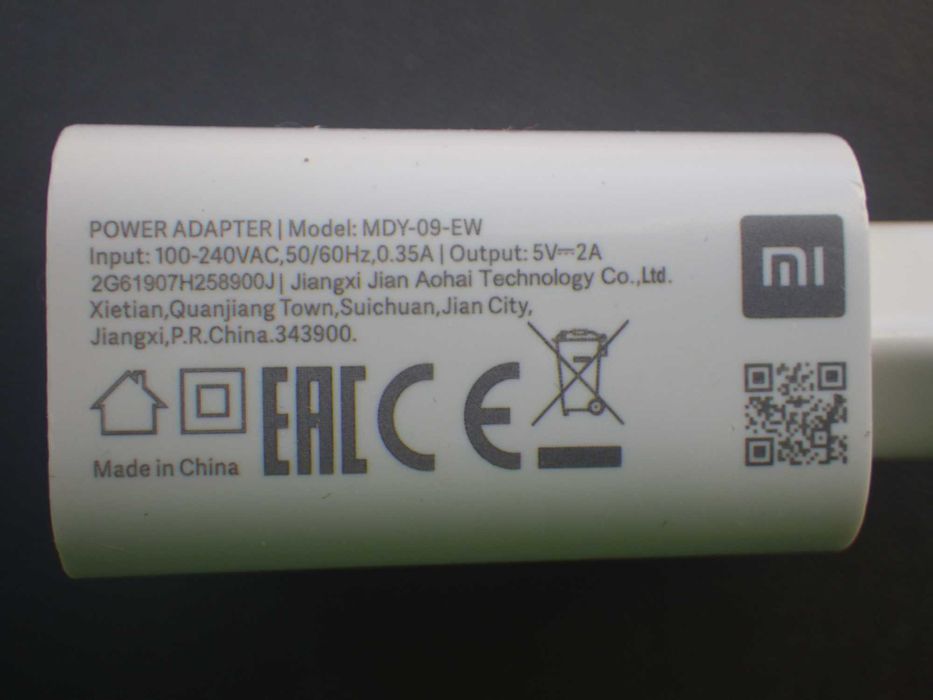 POWER ADAPTER | Model: MDY-09-EW
Input: 100-240VAC,50/60Hz,0.35A | Output: 5V⎓2A
2G61907H258900J | Jiangxi Jian Aohai Technology Co.,Ltd.
Xietian,Quanjiang Town,Suichuan,Jian City,
Jiangxi,P.R.China.343900.
mi
EAC CE
Made in China